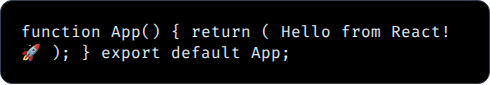 function App() { return ( Hello from React!
🚀 ); } export default App;